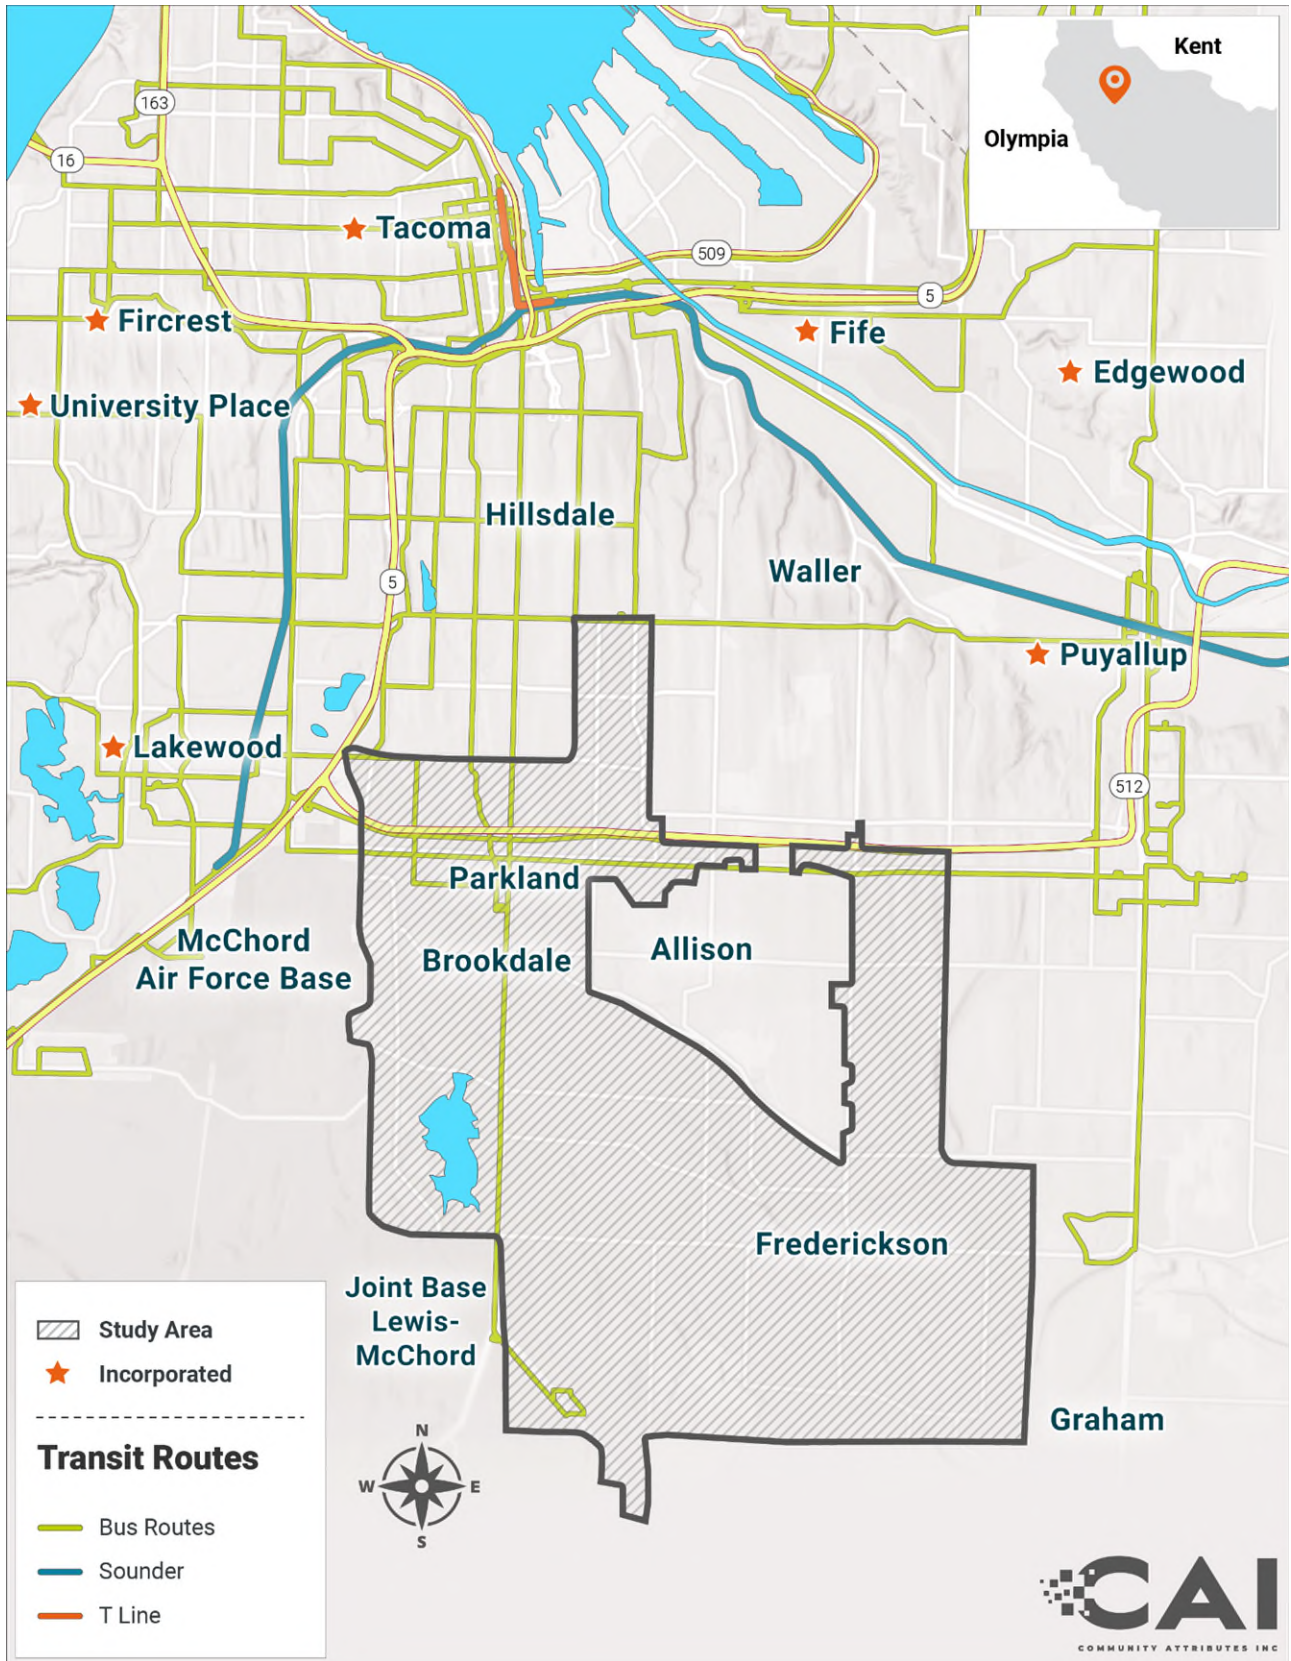 Kent
Olympia
163
16
Tacoma
509
5
Fircrest
Fife
Edgewood
University Place
Hillsdale
Waller
5
Puyallup
Lakewood
512
Parkland
McChord
Air Force Base
Brookdale
Allison
Frederickson
Joint Base
Lewis-
McChord
Graham
Study Area
Incorporated
Transit Routes
Bus Routes
Sounder
T Line
N
W
E
S
CAI
COMMUNITY ATTRIBUTES INC